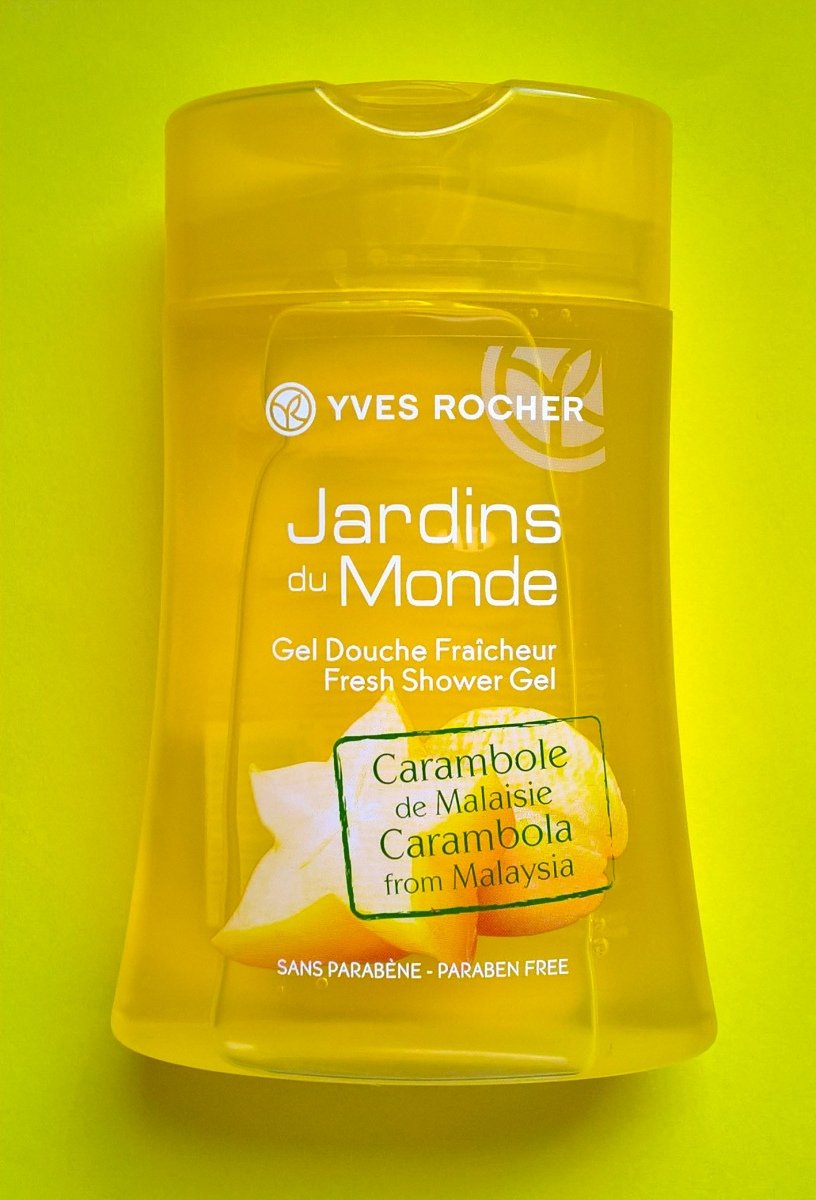 YVES ROCHER
Jardins
du Monde
Gel Douche Fraîcheur
Fresh Shower Gel
Carambole
de Malaisie
Carambola
from Malaysia
SANS PARABÈNE - PARABEN FREE